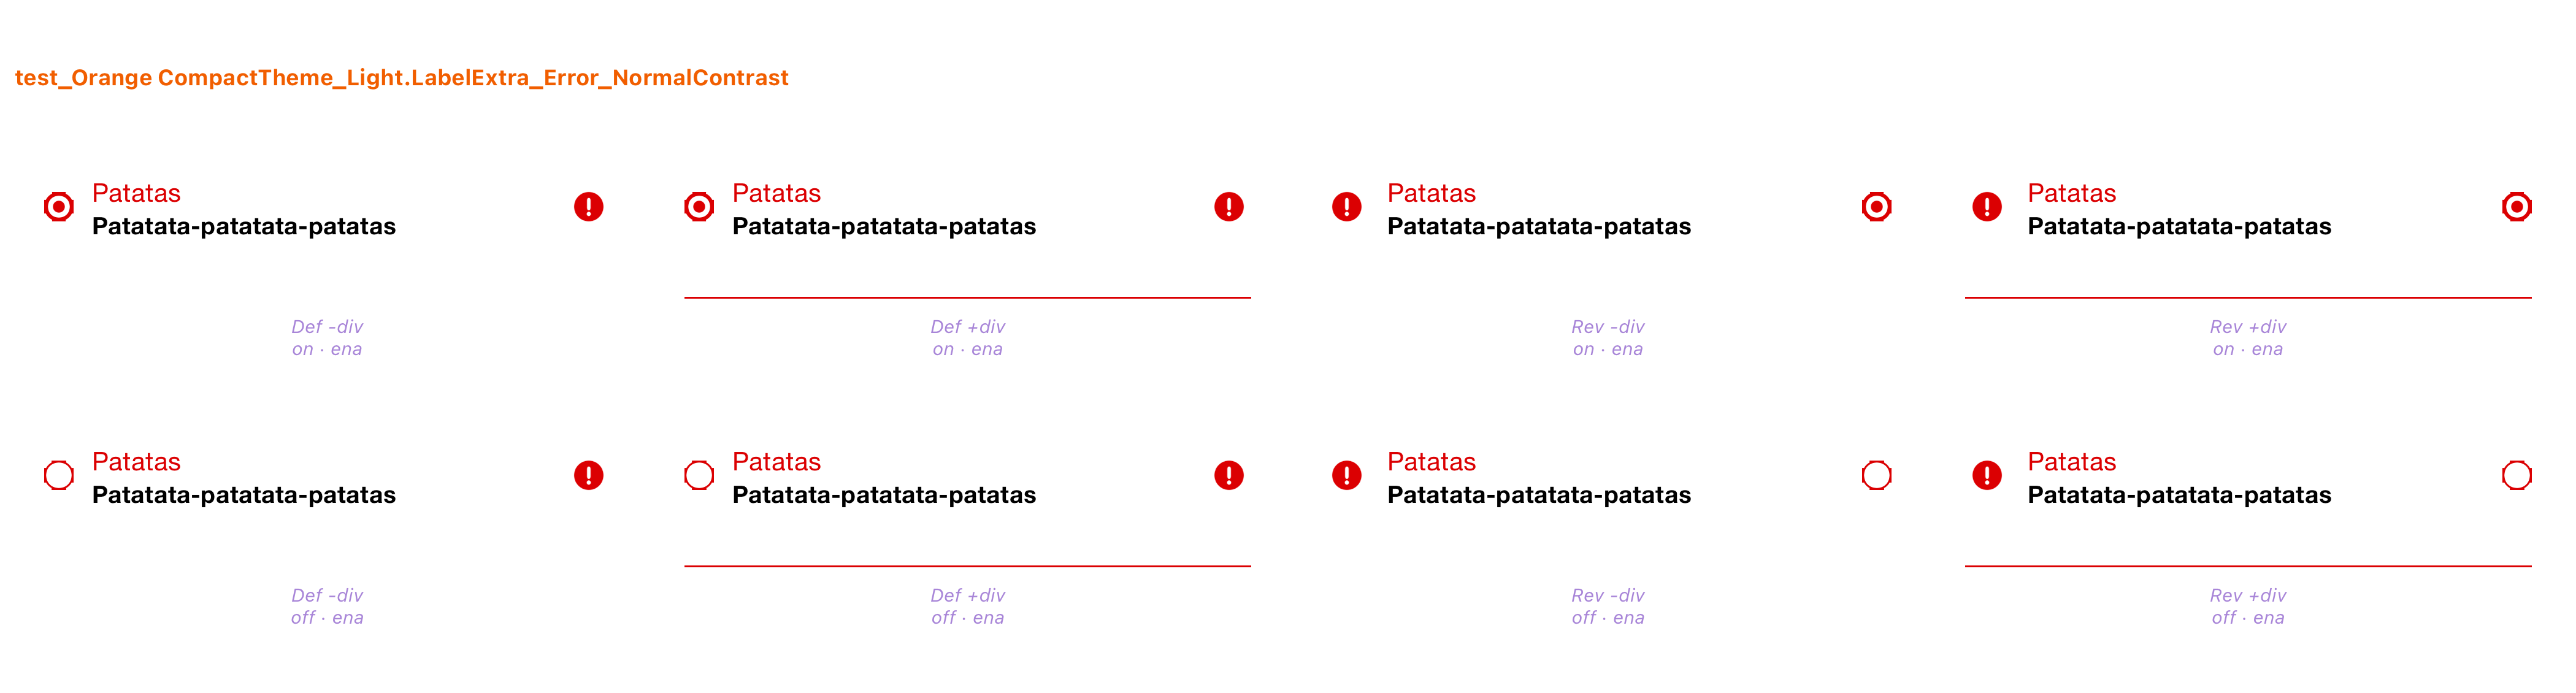 test_Orange CompactTheme_Light.LabelExtra_Error_NormalContrast
Patatas
Patatata-patatata-patatas
Def -div
on · ena
Patatas
Patatata-patatata-patatas
Def +div
on · ena
Patatas
Patatata-patatata-patatas
Rev -div
on · ena
Patatas
Patatata-patatata-patatas
Rev +div
on · ena
Patatas
Patatata-patatata-patatas
Def -div
off · ena
Patatas
Patatata-patatata-patatas
Def +div
off · ena
Patatas
Patatata-patatata-patatas
Rev -div
off · ena
Patatas
Patatata-patatata-patatas
Rev +div
off · ena